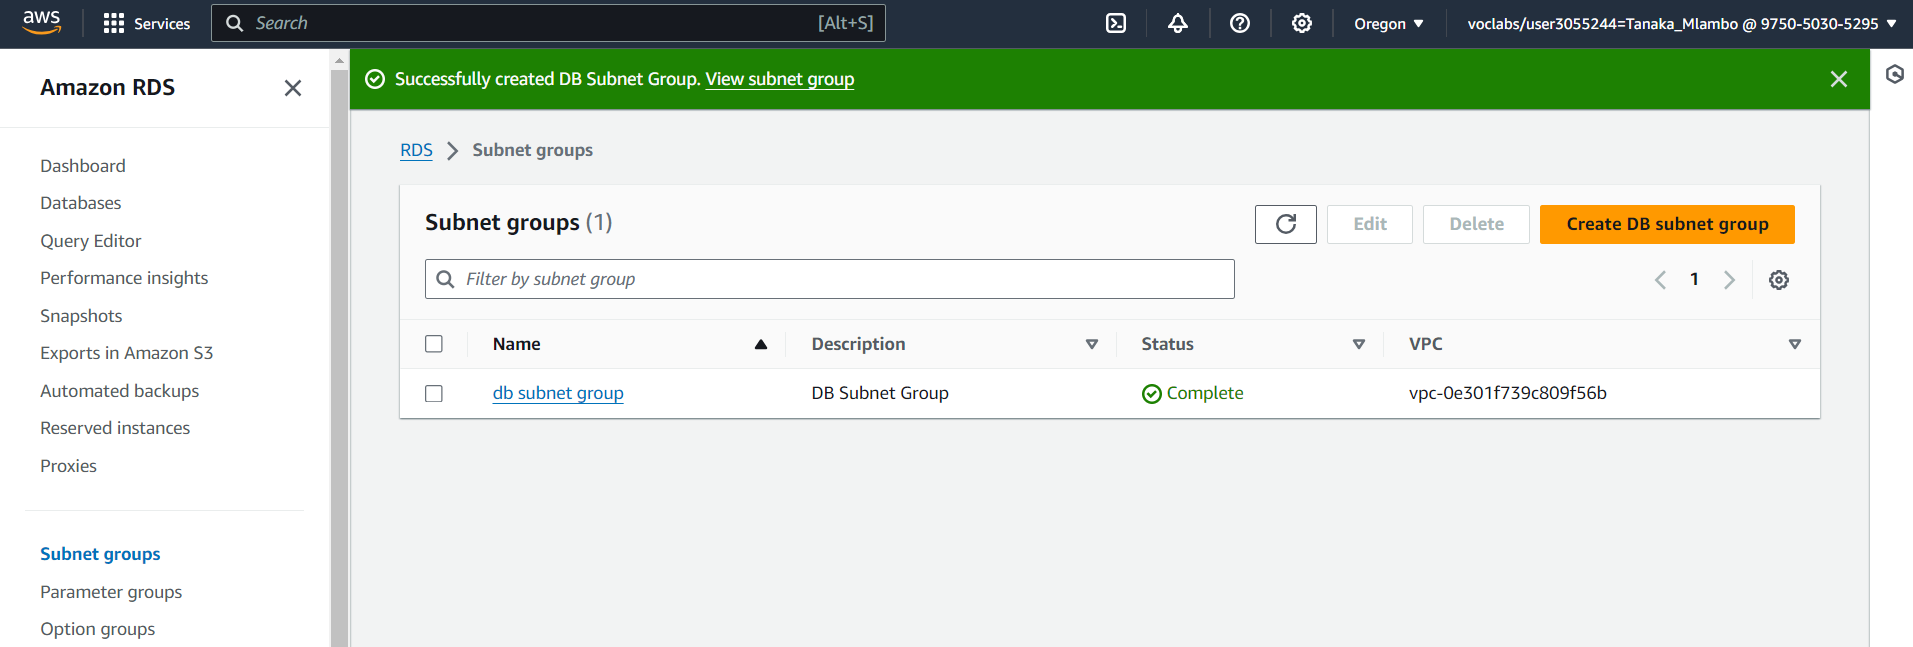 aws Services Search [Alt+S] Oregon voclabs/user3055244=Tanaka_Mlambo @ 9750-5030-5295
Amazon RDS
Dashboard
Databases
Query Editor
Performance insights
Snapshots
Exports in Amazon S3
Automated backups
Reserved instances
Proxies
Subnet groups
Parameter groups
Option groups
Successfully created DB Subnet Group. View subnet group
RDS Subnet groups
Subnet groups (1) Edit Delete Create DB subnet group
Filter by subnet group 1
Name Description Status VPC
db subnet group DB Subnet Group Complete vpc-0e301f739c809f56b